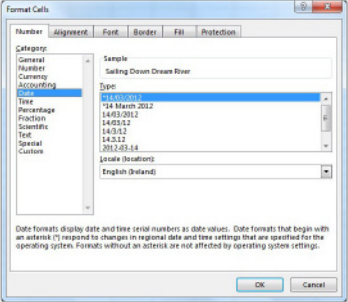 Format Cells
Number Alignment Font Border Fill Protection
Category:
General
Number
Currency
Accounting
Date
Time
Percentage
Fraction
Scientific
Text
Special
Custom
Sample
Sailing Down Dream River
Type:
*14/03/2012
*14 March 2012
14/03/2012
14/03/12
14/3/12
14.3.12
2012-03-14
Locale (location):
English (Ireland)
Date formats display date and time serial numbers as date values. Date formats that begin with
an asterisk (*) respond to changes in regional date and time settings that are specified for the
operating system. Formats without an asterisk are not affected by operating system settings.
OK Cancel